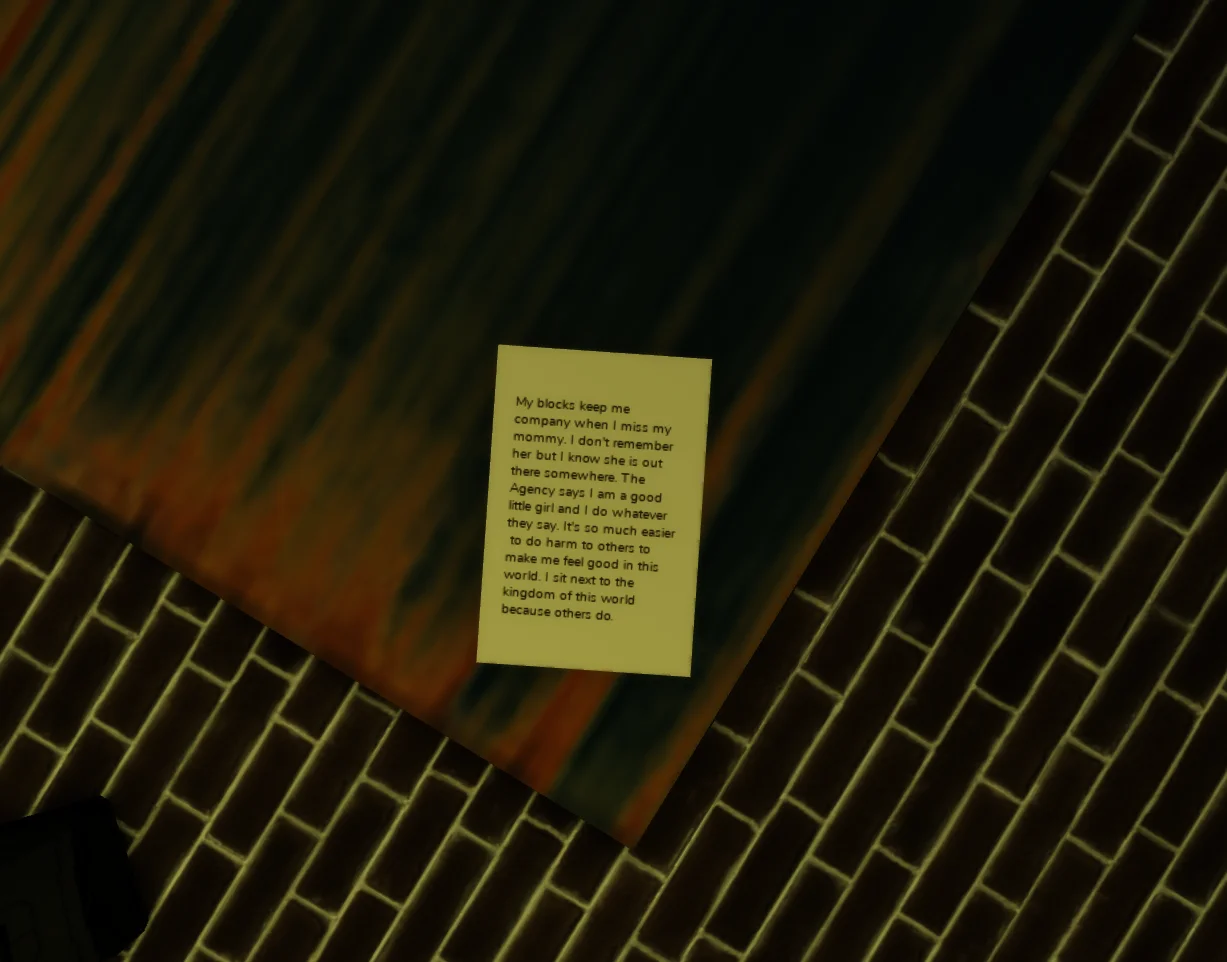 My blocks keep me
company when I miss my
mommy. I don't remember
her but I know she is out
there somewhere. The
Agency says I am a good
little girl and I do whatever
they say. It's so much easier
to do harm to others to
make me feel good in this
world. I sit next to the
kingdom of this world
because others do.